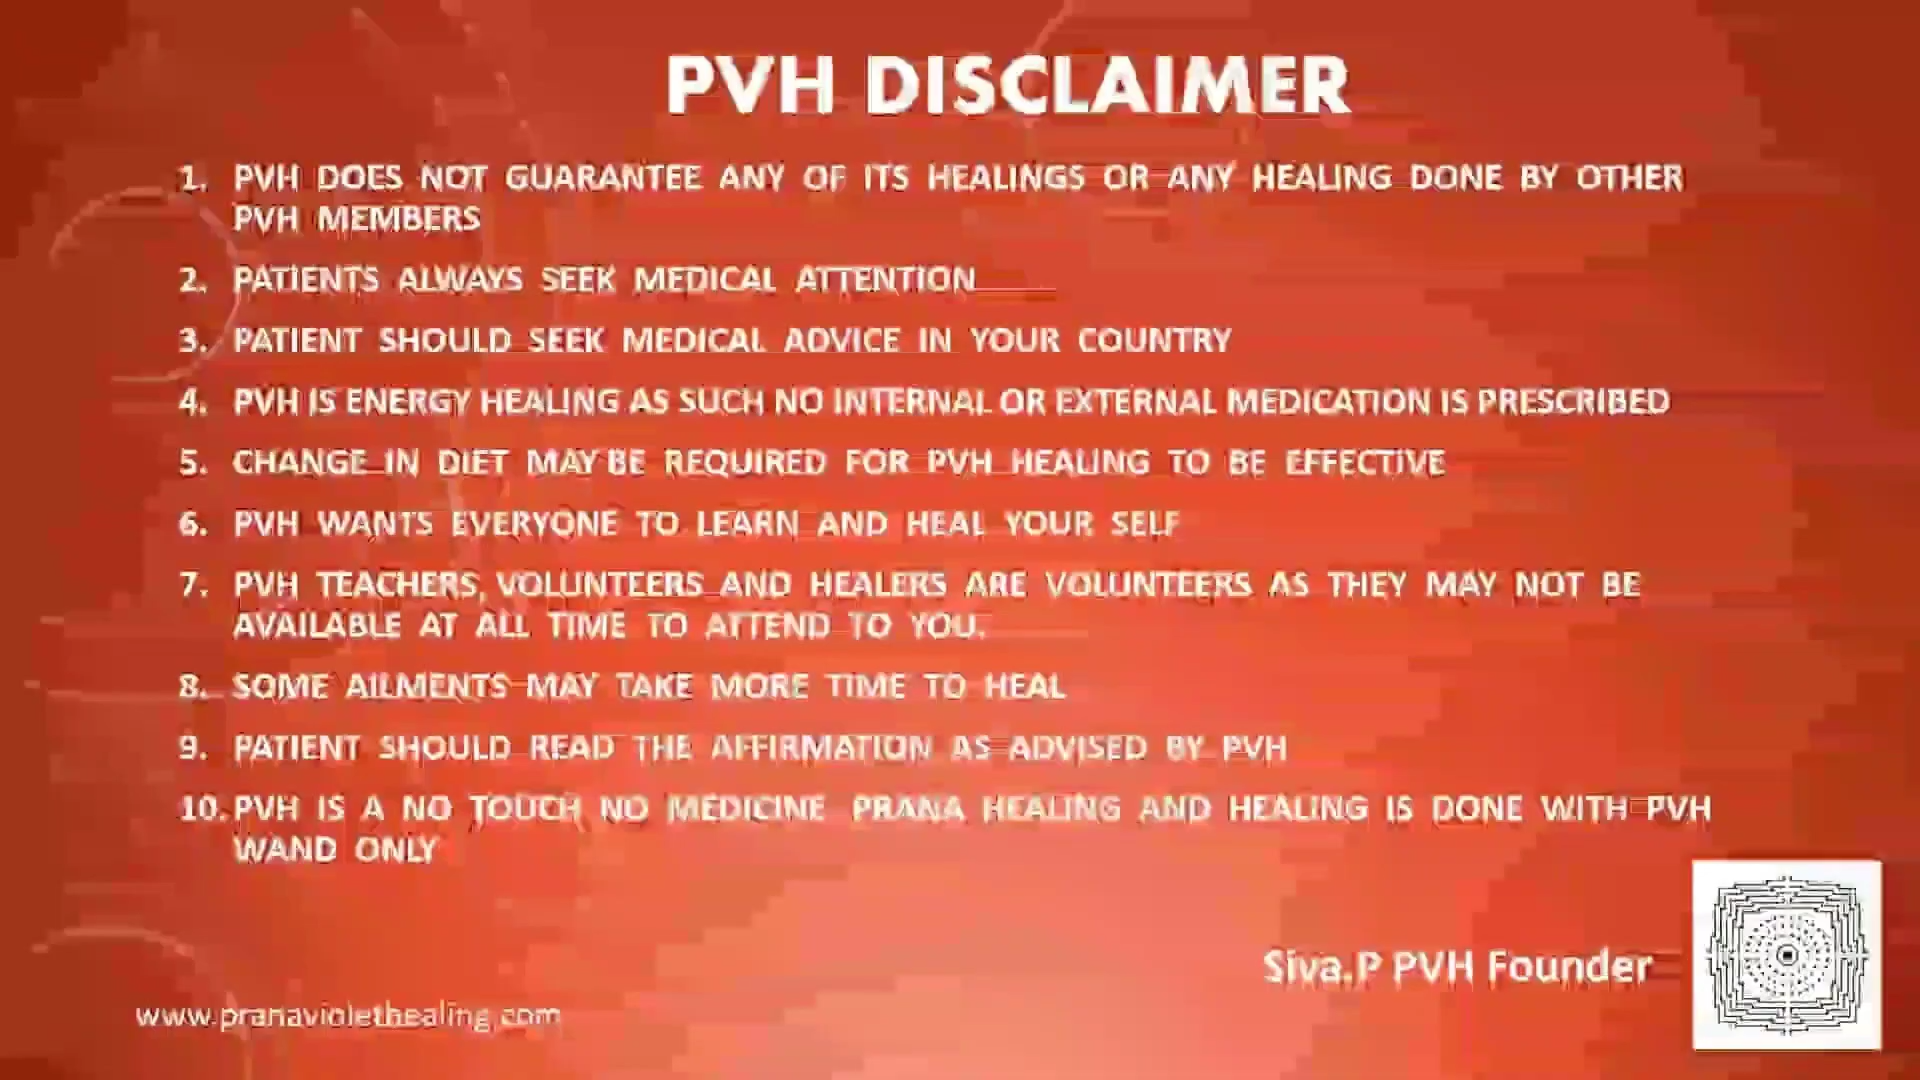 PVH DISCLAIMER
1. PVH DOES NOT GUARANTEE ANY OF ITS HEALINGS OR ANY HEALING DONE BY OTHER
PVH MEMBERS
2. PATIENTS ALWAYS SEEK MEDICAL ATTENTION
3. PATIENT SHOULD SEEK MEDICAL ADVICE IN YOUR COUNTRY
4. PVH IS ENERGY HEALING AS SUCH NO INTERNAL OR EXTERNAL MEDICATION IS PRESCRIBED
5. CHANGE IN DIET MAY BE REQUIRED FOR PVH HEALING TO BE EFFECTIVE
6. PVH WANTS EVERYONE TO LEARN AND HEAL YOUR SELF
7. PVH TEACHERS, VOLUNTEERS AND HEALERS ARE VOLUNTEERS AS THEY MAY NOT BE
AVAILABLE AT ALL TIME TO ATTEND TO YOU.
8. SOME AILMENTS MAY TAKE MORE TIME TO HEAL
9. PATIENT SHOULD READ THE AFFIRMATION AS ADVISED BY PVH
10. PVH IS A NO TOUCH NO MEDICINE PRANA HEALING AND HEALING IS DONE WITH PVH
WAND ONLY
Siva.P PVH Founder
www.pranaviolethealing.com